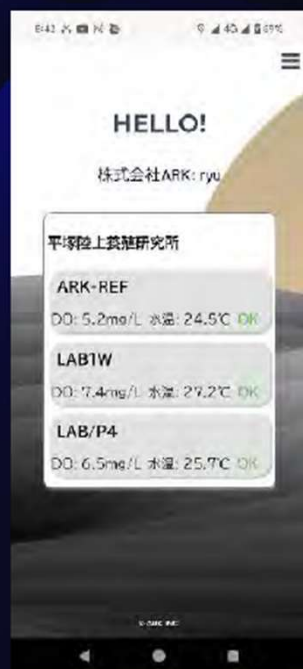 HELLO!
株式会社ARK: ryu
平塚陸上養殖研究所
ARK-REF
DO: 5.2mg/L 水温: 24.5℃ OK
LAB1W
DO: 7.4mg/L 水温: 27.2℃ OK
LAB/P4
DO: 6.5mg/L 水温: 25.7℃ OK